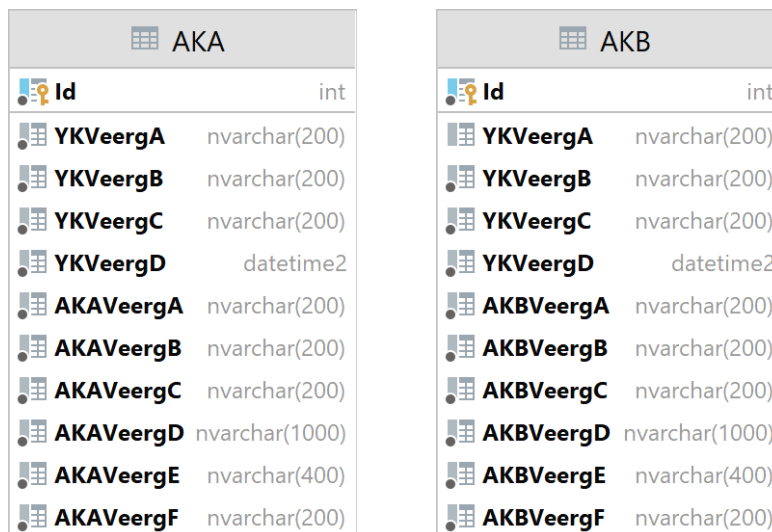 AKA
Id int
YKVeergA nvarchar(200)
YKVeergB nvarchar(200)
YKVeergC nvarchar(200)
YKVeergD datetime2
AKAVeergA nvarchar(200)
AKAVeergB nvarchar(200)
AKAVeergC nvarchar(200)
AKAVeergD nvarchar(1000)
AKAVeergE nvarchar(400)
AKAVeergF nvarchar(200)
AKB
Id int
YKVeergA nvarchar(200)
YKVeergB nvarchar(200)
YKVeergC nvarchar(200)
YKVeergD datetime2
AKBVeergA nvarchar(200)
AKBVeergB nvarchar(200)
AKBVeergC nvarchar(200)
AKBVeergD nvarchar(1000)
AKBVeergE nvarchar(400)
AKBVeergF nvarchar(200)